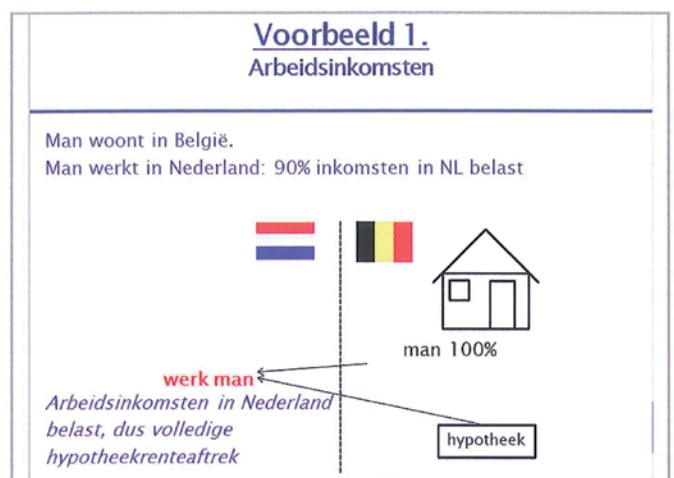 Voorbeeld 1.
Arbeidsinkomsten
Man woont in België.
Man werkt in Nederland: 90% inkomsten in NL belast
man 100%
werk man
Arbeidsinkomsten in Nederland
belast, dus volledige
hypotheekrenteaftrek
hypotheek